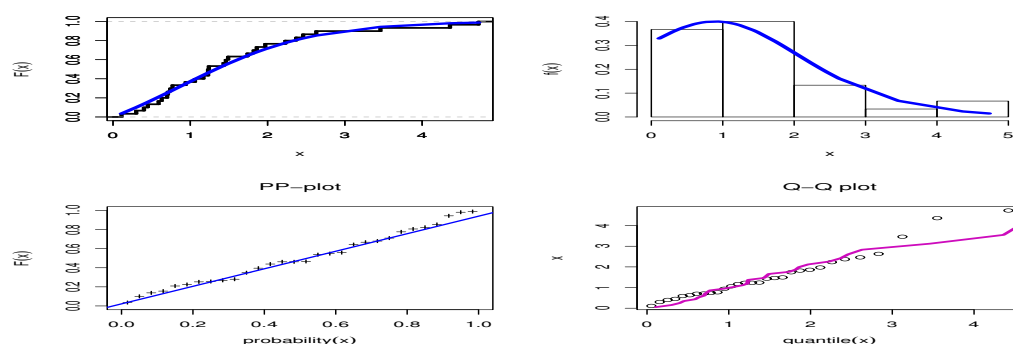 F(x)
0.0 0.2 0.4 0.6 0.8 1.0
0 1 2 3 4
x
f(x)
0.0 0.1 0.2 0.3 0.4
0 1 2 3 4 5
x
PP-plot
F(x)
0.0 0.2 0.4 0.6 0.8 1.0
0.0 0.2 0.4 0.6 0.8 1.0
probability(x)
Q-Q plot
x
0 1 2 3 4
0 1 2 3 4
quantile(x)